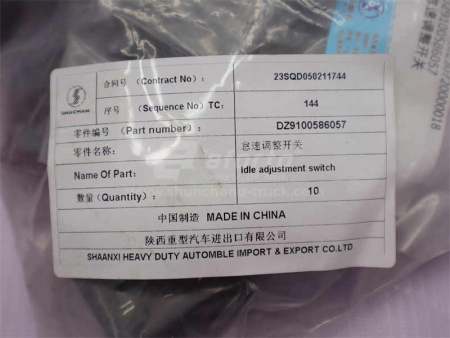 合同号 (Contract No): 23SQD050211744
SHACMAN 序号 (Sequence No) TC: 144
零件编号 (Part number): DZ9100586057
零件名称: 怠速调整开关
Name Of Part: Idle adjustment switch
数量(Quantity): 10
中国制造 MADE IN CHINA
陕西重型汽车进出口有限公司
SHAANXI HEAVY DUTY AUTOMBLE IMPORT & EXPORT CO.LTD